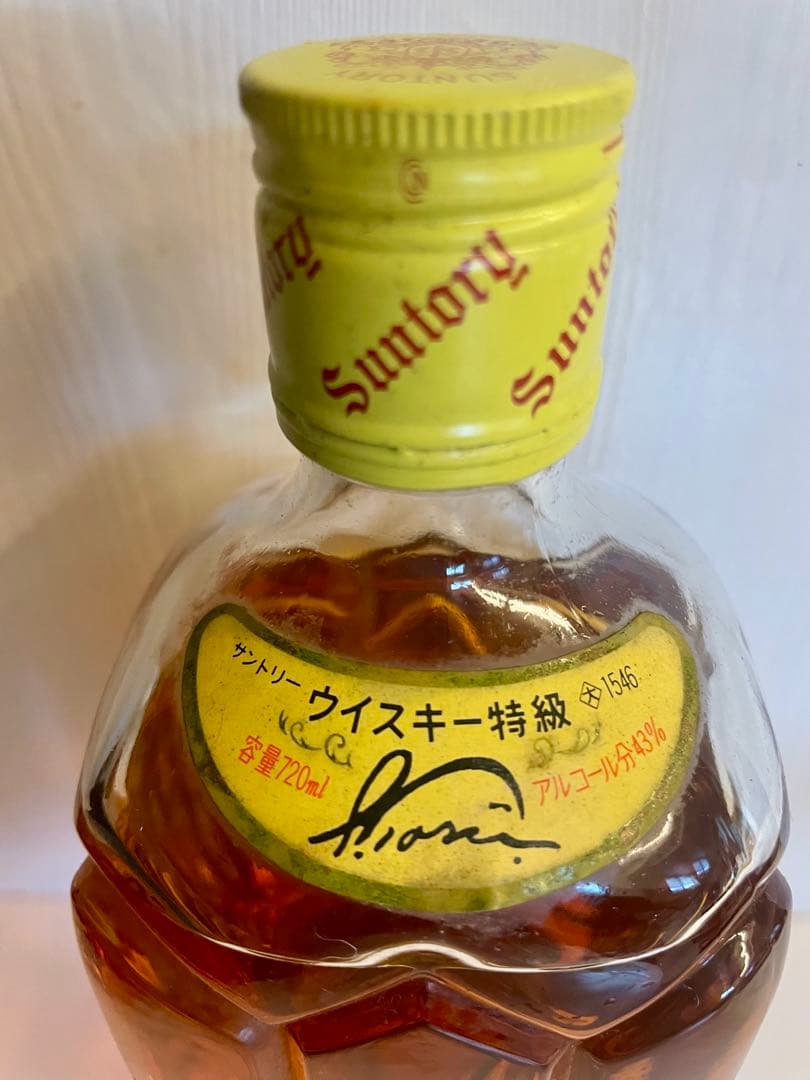 SUNTORY
Suntory
Suntory
サントリー ウイスキー特級 1546
容量720ml
アルコール分43%